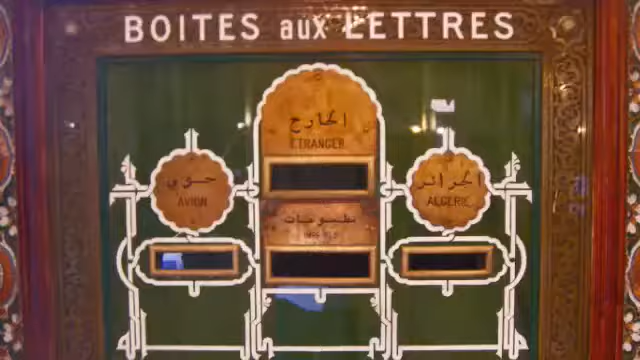 BOITES aux LETTRES
الخارج
ETRANGER
جوي
AVION
الجزائر
ALGERIE
مطبوعات